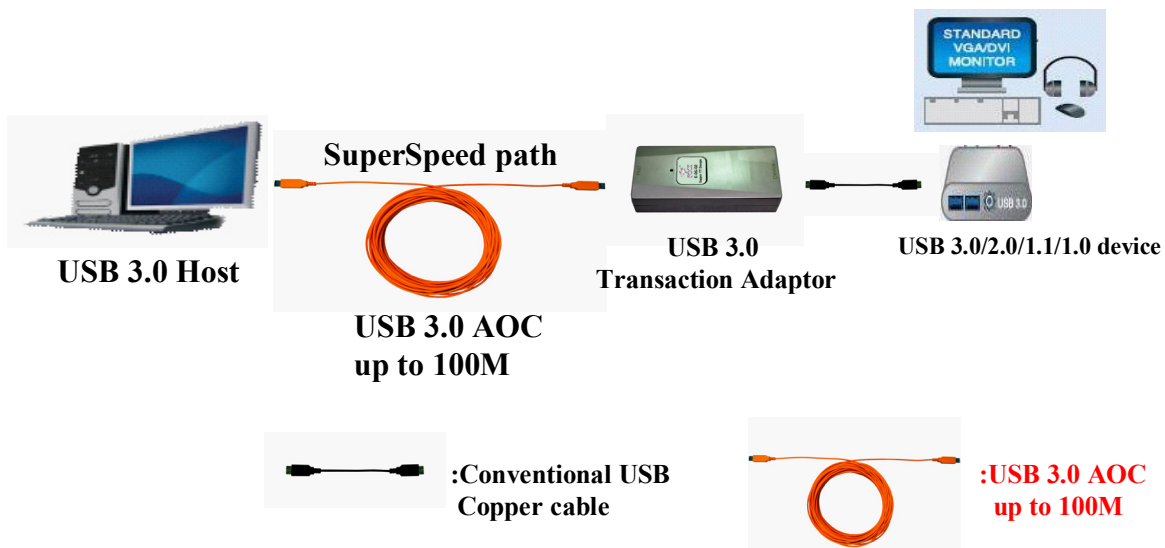 STANDARD
VGA/DVI
MONITOR
SuperSpeed path
USB 3.0 Host
USB 3.0 AOC
up to 100M
USB 3.0
Transaction Adaptor
USB 3.0
USB 3.0/2.0/1.1/1.0 device
:Conventional USB
Copper cable
:USB 3.0 AOC
up to 100M